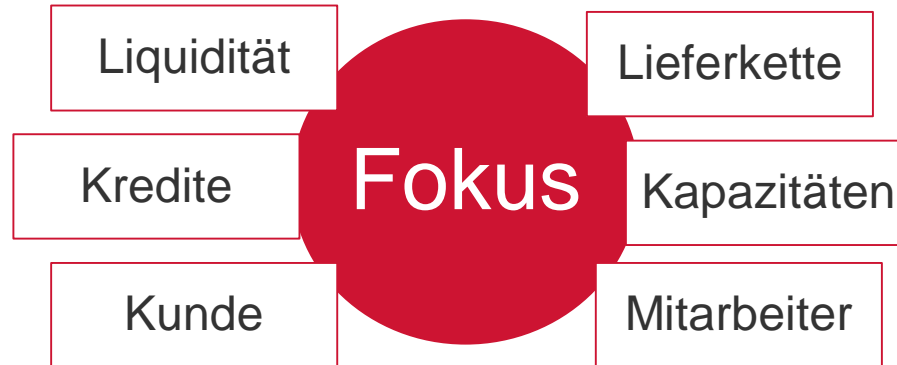 Liquidität
Lieferkette
Kredite
Fokus
Kapazitäten
Kunde
Mitarbeiter